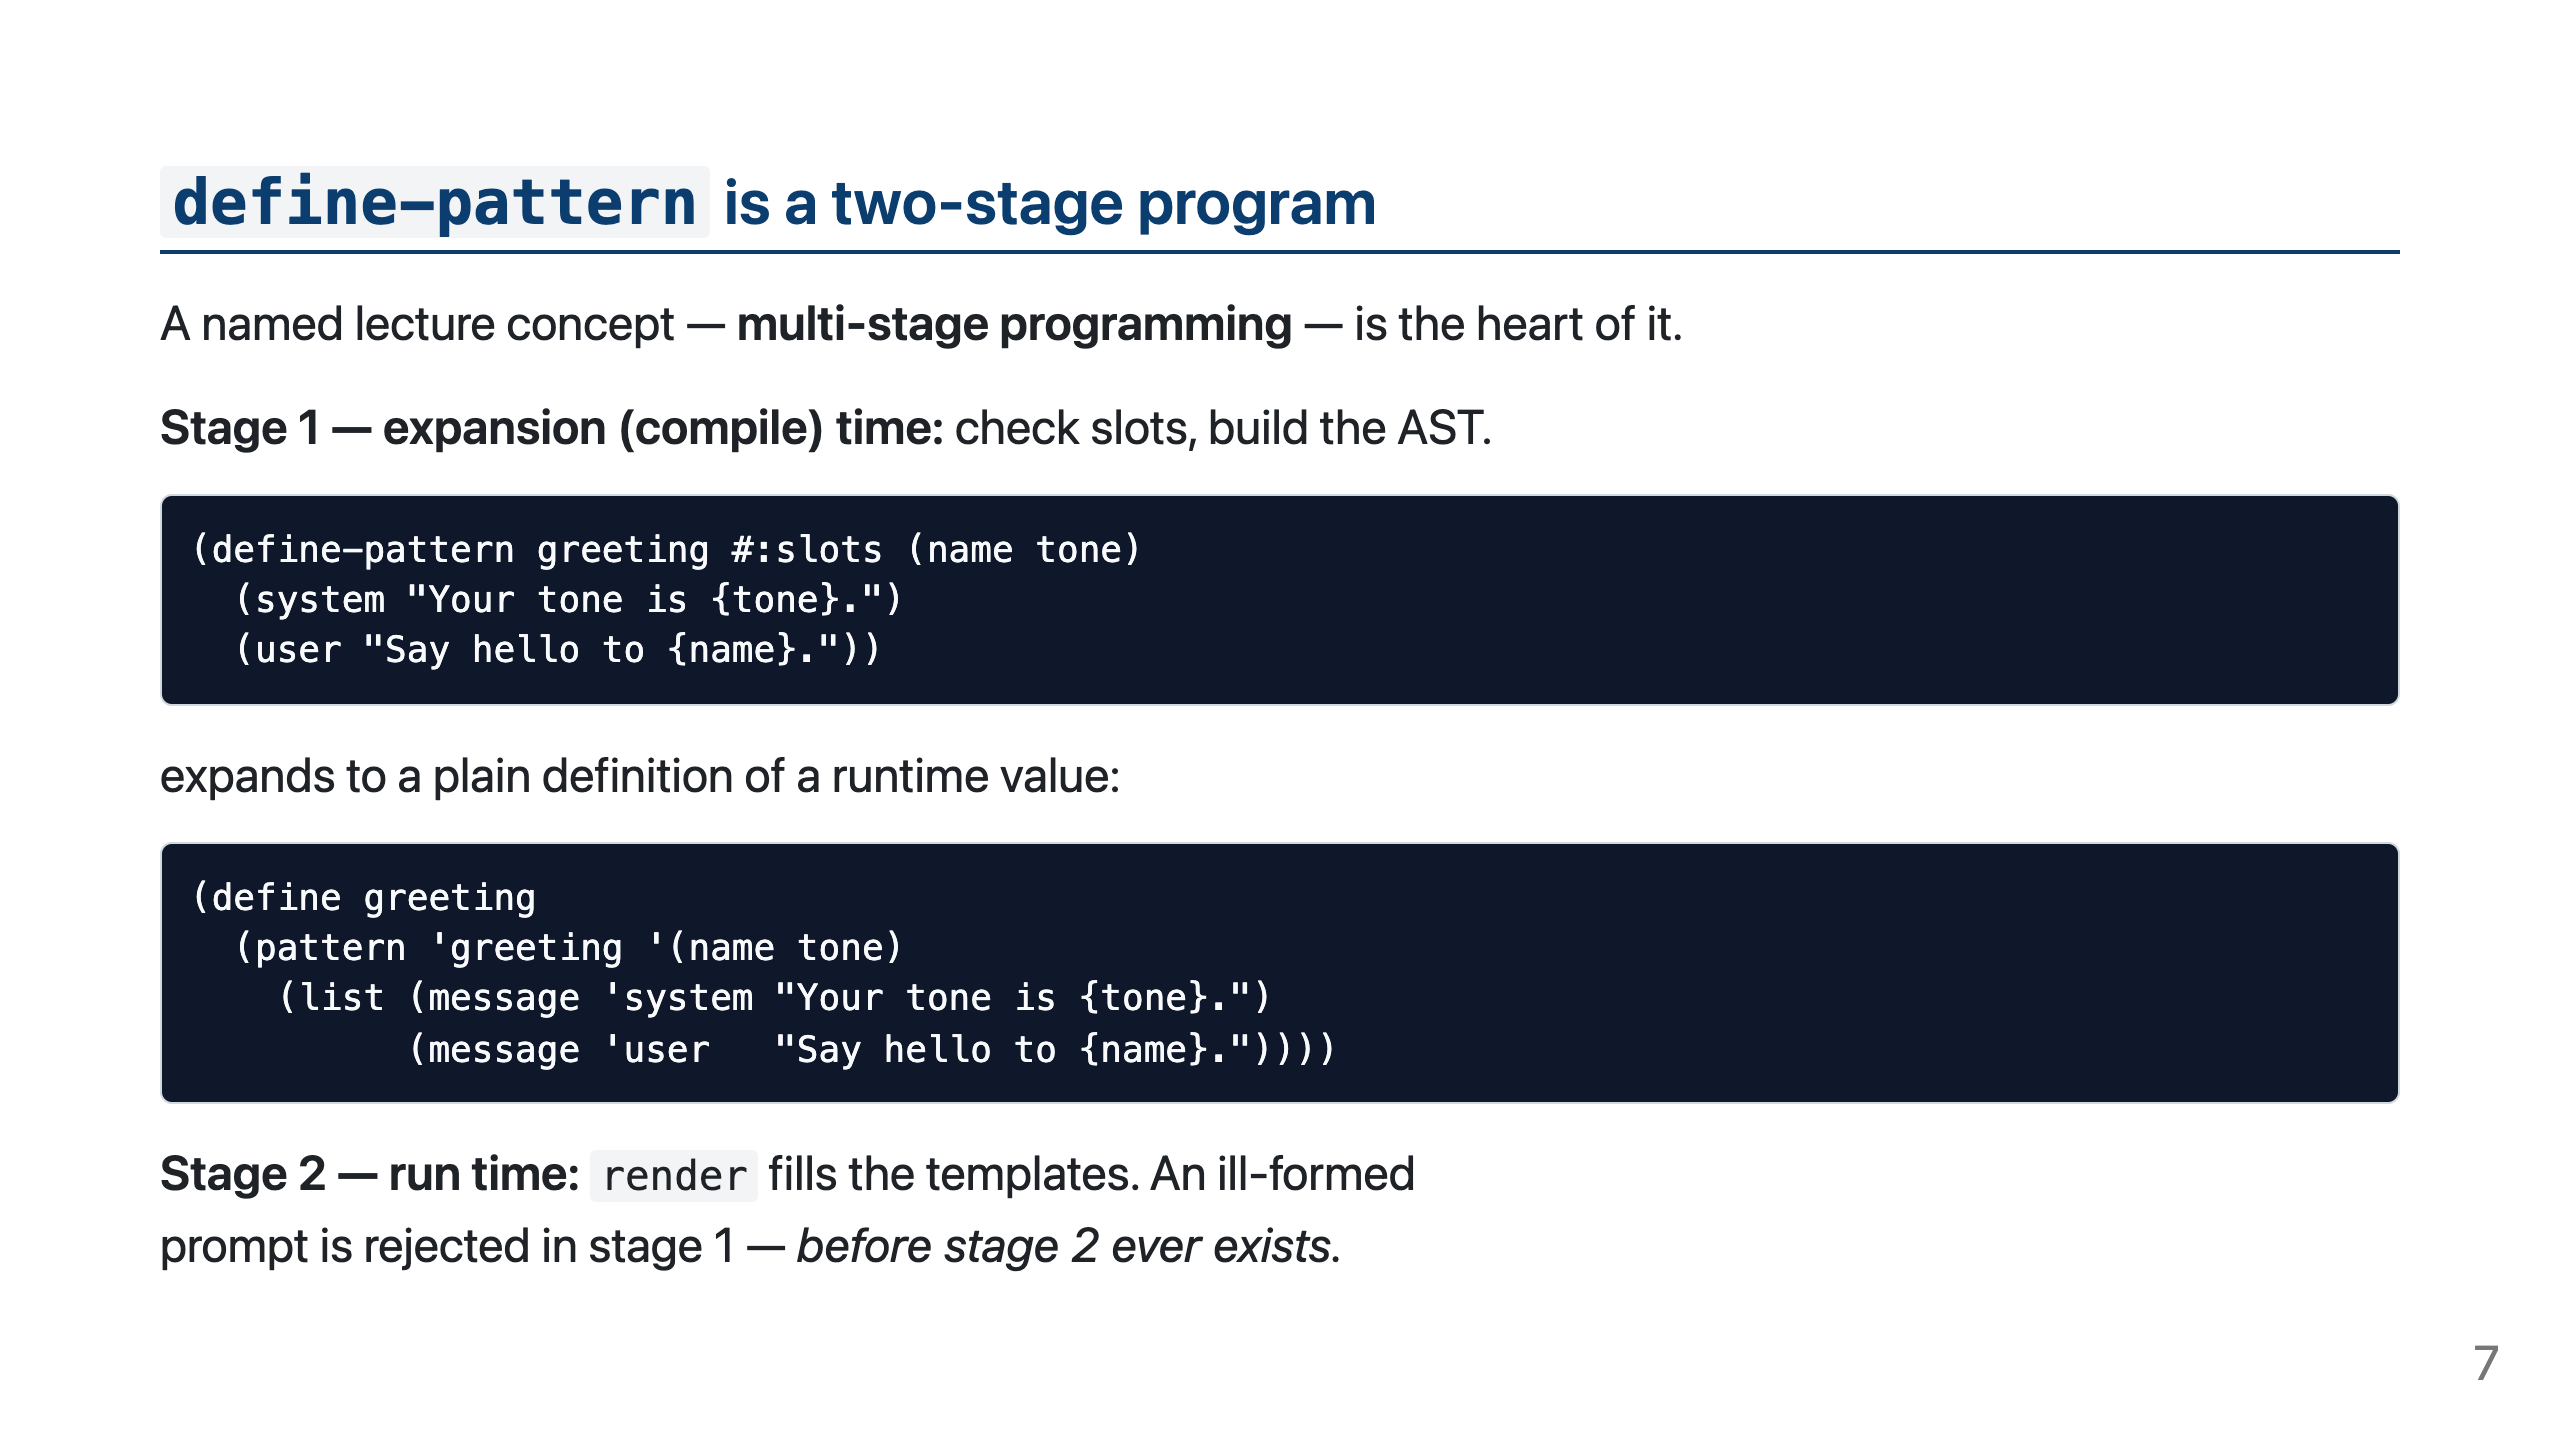 define-pattern is a two-stage program
A named lecture concept — multi-stage programming — is the heart of it.
Stage 1 — expansion (compile) time: check slots, build the AST.
(define-pattern greeting #:slots (name tone)
  (system "Your tone is {tone}.")
  (user "Say hello to {name}."))
expands to a plain definition of a runtime value:
(define greeting
  (pattern 'greeting '(name tone)
    (list (message 'system "Your tone is {tone}.")
          (message 'user   "Say hello to {name}."))))
Stage 2 — run time: render fills the templates. An ill-formed
prompt is rejected in stage 1 — before stage 2 ever exists.
7